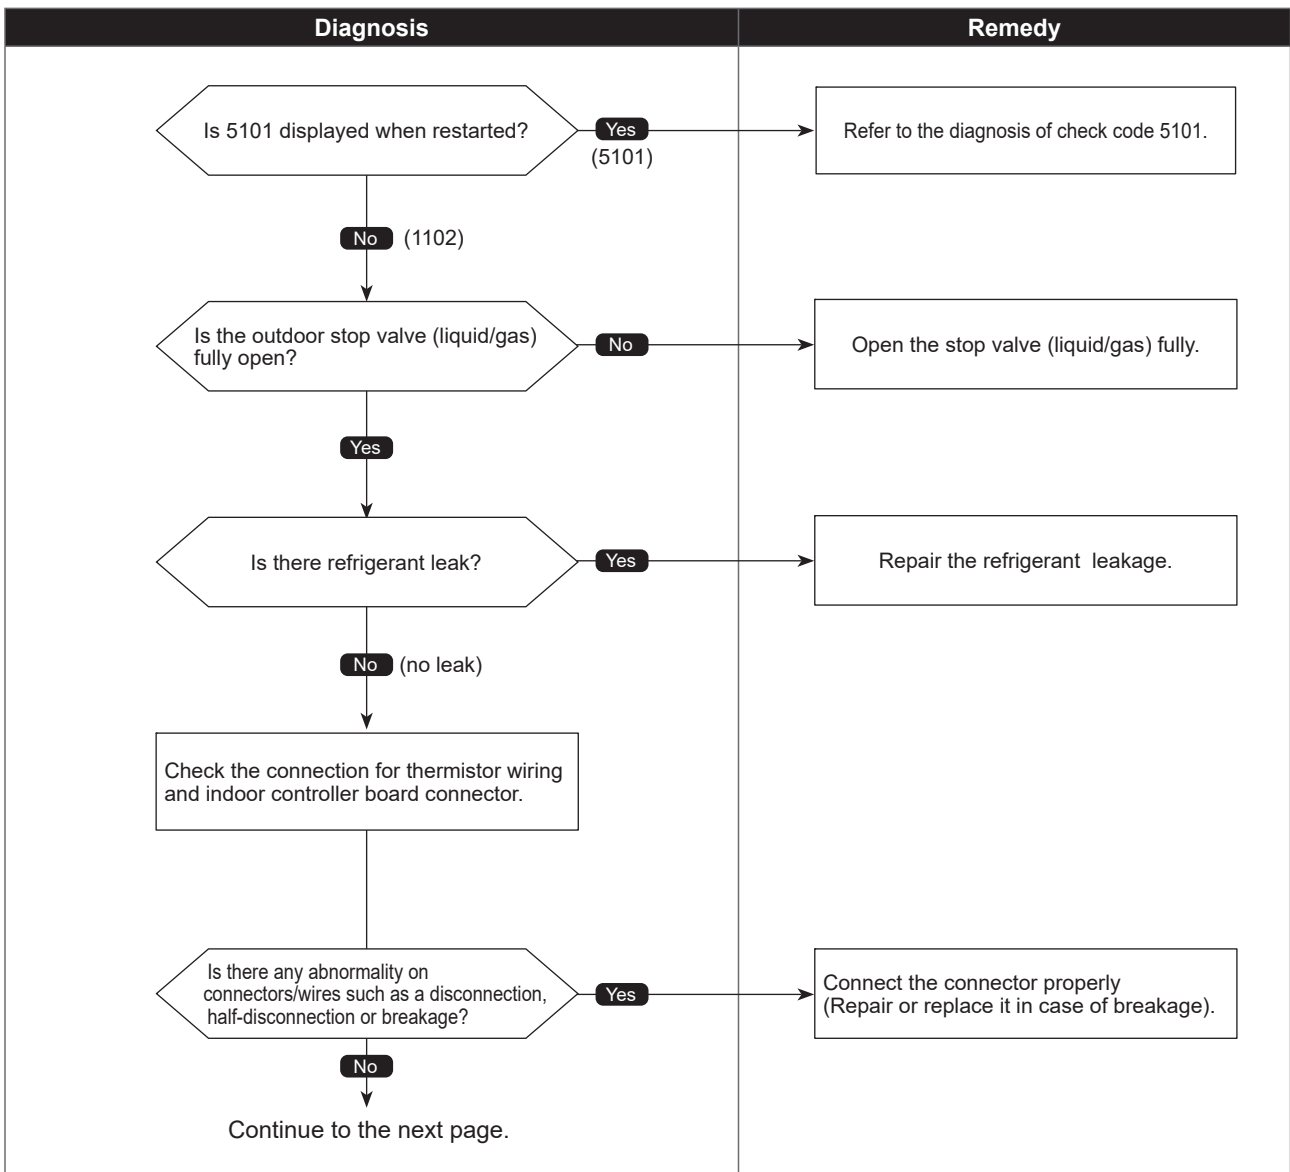 Diagnosis
Remedy
Is 5101 displayed when restarted?
Yes
(5101)
Refer to the diagnosis of check code 5101.
No (1102)
Is the outdoor stop valve (liquid/gas)
fully open?
No
Open the stop valve (liquid/gas) fully.
Yes
Is there refrigerant leak?
Yes
Repair the refrigerant leakage.
No (no leak)
Check the connection for thermistor wiring
and indoor controller board connector.
Is there any abnormality on
connectors/wires such as a disconnection,
half-disconnection or breakage?
Yes
Connect the connector properly
(Repair or replace it in case of breakage).
No
Continue to the next page.